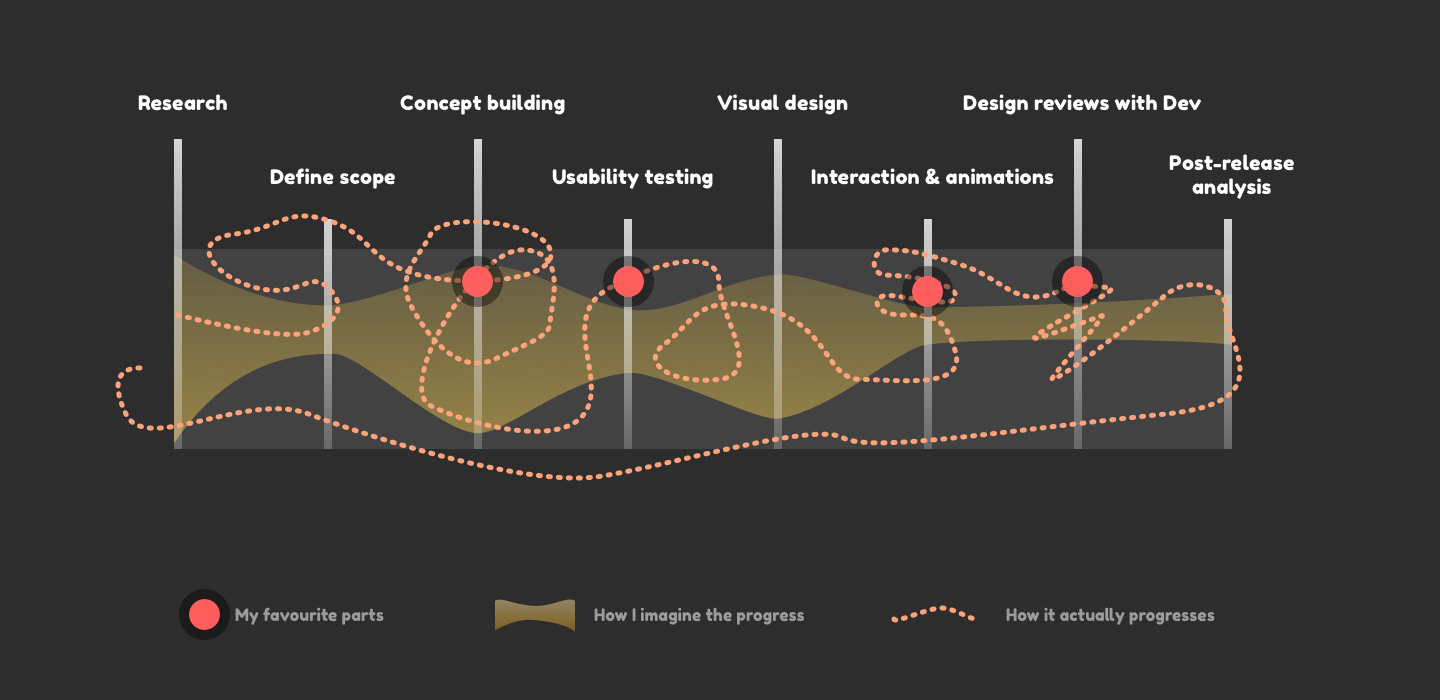 Research
Concept building
Visual design
Design reviews with Dev
Define scope
Usability testing
Interaction & animations
Post-release
analysis
My favourite parts
How I imagine the progress
How it actually progresses